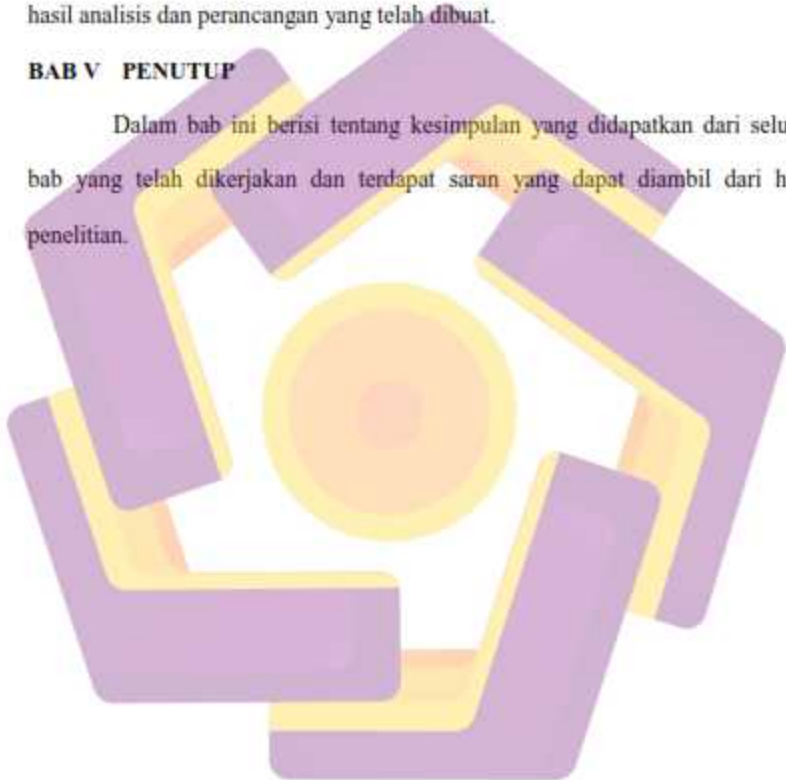 hasil analisis dan perancangan yang telah dibuat.
BAB V PENUTUP
Dalam bab ini berisi tentang kesimpulan yang didapatkan dari selu
bab yang telah dikerjakan dan terdapat saran yang dapat diambil dari h
penelitian.